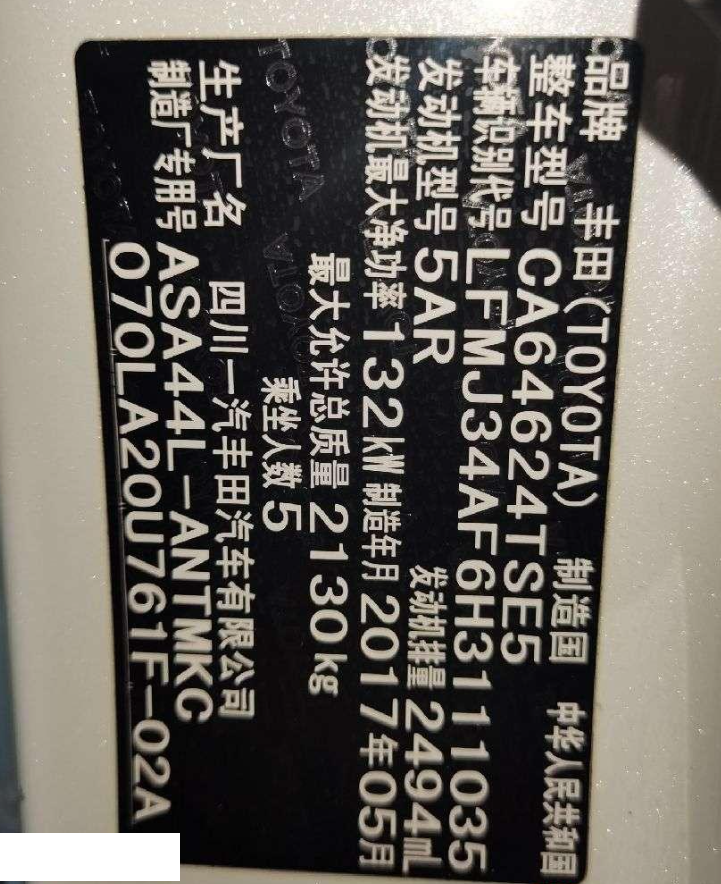 品牌 丰田(TOYOTA) 制造国 中华人民共和国
整车型号 CA64624TSE5
车辆识别代号 LFMJ34AF6H3111035
发动机型号 5AR 发动机排量 2494mL
发动机最大净功率 132kW 制造年月 2017年05月
最大允许总质量 2130kg
乘坐人数 5
生产厂名 四川一汽丰田汽车有限公司
制造厂专用号 ASA44L-ANTMKC
070LA20U761F-02A